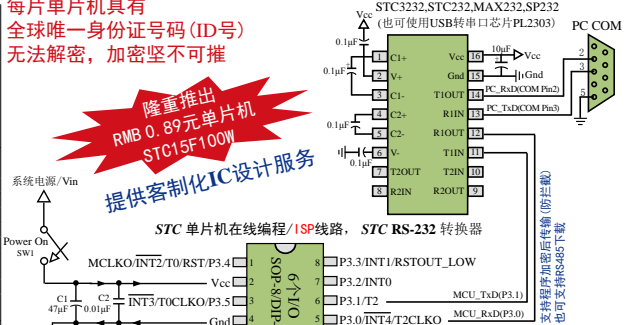 每片单片机具有
全球唯一身份证号码(ID号)
无法解密，加密坚不可摧
隆重推出
RMB 0.89元单片机
STC15F100W
提供客制化IC设计服务
STC3232,STC232,MAX232,SP232
(也可使用USB转串口芯片PL2303)
PC COM
Vcc
0.1μF
0.1μF
0.1μF
0.1μF
10μF
Vcc
Gnd
1 C1+
2 V+
3 C1-
4 C2+
5 C2-
6 V-
7 T2OUT
8 R2IN
Vcc 16
Gnd 15
T1OUT 14
R1IN 13
R1OUT 12
T1IN 11
T2IN 10
R2OUT 9
PC_RxD(COM Pin2)
PC_TxD(COM Pin3)
2
3
5
STC 单片机在线编程/ISP线路， STC RS-232 转换器
系统电源/Vin
Power On
SW1
C1
47μF
C2
0.01μF
MCLKO/INT2/T0/RST/P3.4 1
Vcc 2
INT3/T0CLKO/P3.5 3
Gnd 4
6个I/O
SOP-8/DIP-
8 P3.3/INT1/RSTOUT_LOW
7 P3.2/INT0
6 P3.1/T2
5 P3.0/INT4/T2CLKO
MCU_TxD(P3.1)
MCU_RxD(P3.0)
支持程序加密后传输(防拦截)
也可支持RS485下载